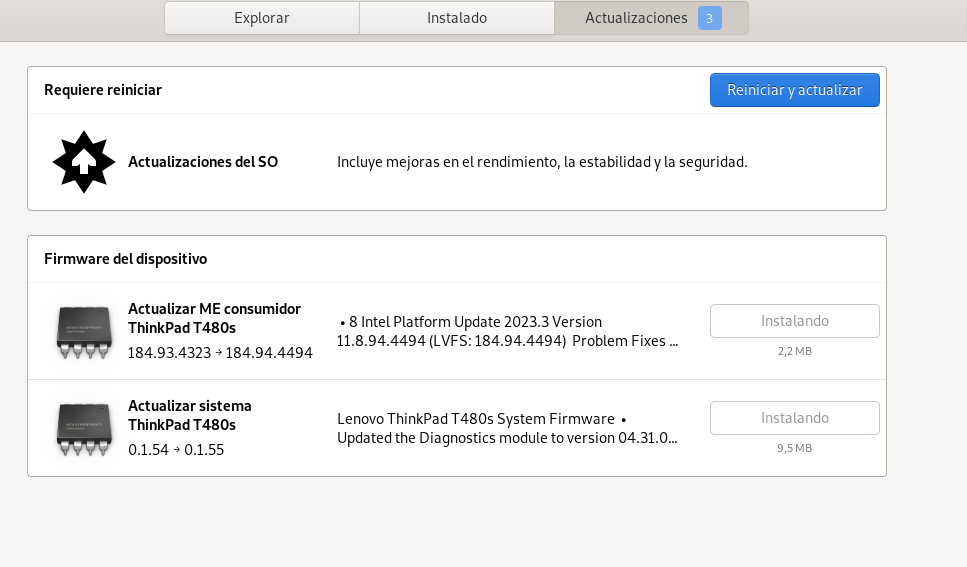 Explorar
Instalado
Actualizaciones 3
Requiere reiniciar
Reiniciar y actualizar
Actualizaciones del SO
Incluye mejoras en el rendimiento, la estabilidad y la seguridad.
Firmware del dispositivo
Actualizar ME consumidor
ThinkPad T480s
184.93.4323 → 184.94.4494
• 8 Intel Platform Update 2023.3 Version
11.8.94.4494 (LVFS: 184.94.4494)  Problem Fixes ...
Instalando
2,2 MB
Actualizar sistema
ThinkPad T480s
0.1.54 → 0.1.55
Lenovo ThinkPad T480s System Firmware  •
Updated the Diagnostics module to version 04.31.0...
Instalando
9,5 MB